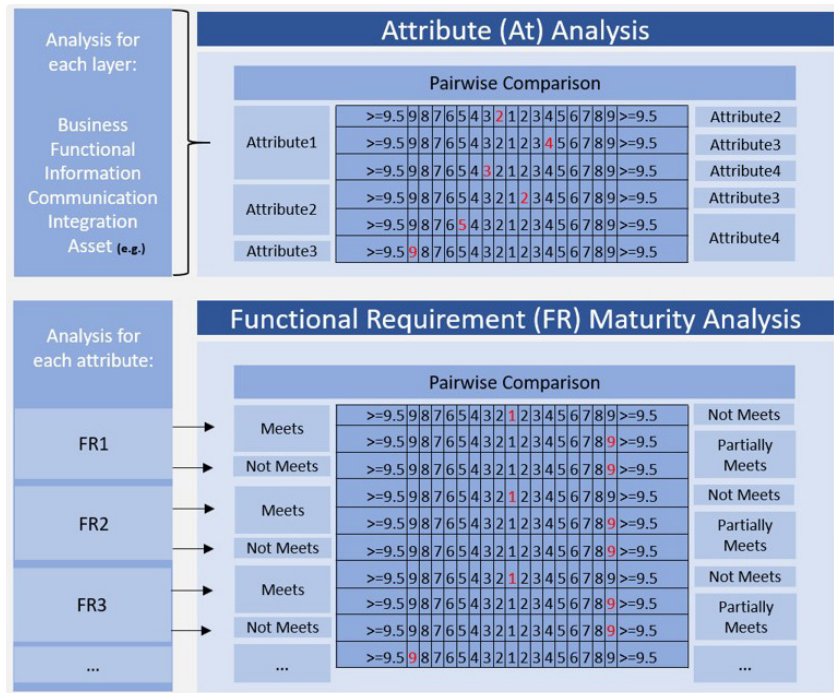 Analysis for
each layer:
Business
Functional
Information
Communication
Integration
Asset (e.g.)
Attribute (At) Analysis
Pairwise Comparison
Attribute1
>=9.5 9 8 7 6 5 4 3 2 1 2 3 4 5 6 7 8 9 >=9.5 Attribute2
>=9.5 9 8 7 6 5 4 3 2 1 2 3 4 5 6 7 8 9 >=9.5 Attribute3
>=9.5 9 8 7 6 5 4 3 2 1 2 3 4 5 6 7 8 9 >=9.5 Attribute4
Attribute2
>=9.5 9 8 7 6 5 4 3 2 1 2 3 4 5 6 7 8 9 >=9.5 Attribute3
>=9.5 9 8 7 6 5 4 3 2 1 2 3 4 5 6 7 8 9 >=9.5
Attribute4
Attribute3
>=9.5 9 8 7 6 5 4 3 2 1 2 3 4 5 6 7 8 9 >=9.5
Analysis for
each attribute:
Functional Requirement (FR) Maturity Analysis
Pairwise Comparison
FR1
Meets
>=9.5 9 8 7 6 5 4 3 2 1 2 3 4 5 6 7 8 9 >=9.5 Not Meets
>=9.5 9 8 7 6 5 4 3 2 1 2 3 4 5 6 7 8 9 >=9.5
Partially
Meets
Not Meets
>=9.5 9 8 7 6 5 4 3 2 1 2 3 4 5 6 7 8 9 >=9.5
FR2
Meets
>=9.5 9 8 7 6 5 4 3 2 1 2 3 4 5 6 7 8 9 >=9.5 Not Meets
>=9.5 9 8 7 6 5 4 3 2 1 2 3 4 5 6 7 8 9 >=9.5
Partially
Meets
Not Meets
>=9.5 9 8 7 6 5 4 3 2 1 2 3 4 5 6 7 8 9 >=9.5
FR3
Meets
>=9.5 9 8 7 6 5 4 3 2 1 2 3 4 5 6 7 8 9 >=9.5 Not Meets
>=9.5 9 8 7 6 5 4 3 2 1 2 3 4 5 6 7 8 9 >=9.5
Partially
Meets
Not Meets
>=9.5 9 8 7 6 5 4 3 2 1 2 3 4 5 6 7 8 9 >=9.5
...
...
>=9.5 9 8 7 6 5 4 3 2 1 2 3 4 5 6 7 8 9 >=9.5
...